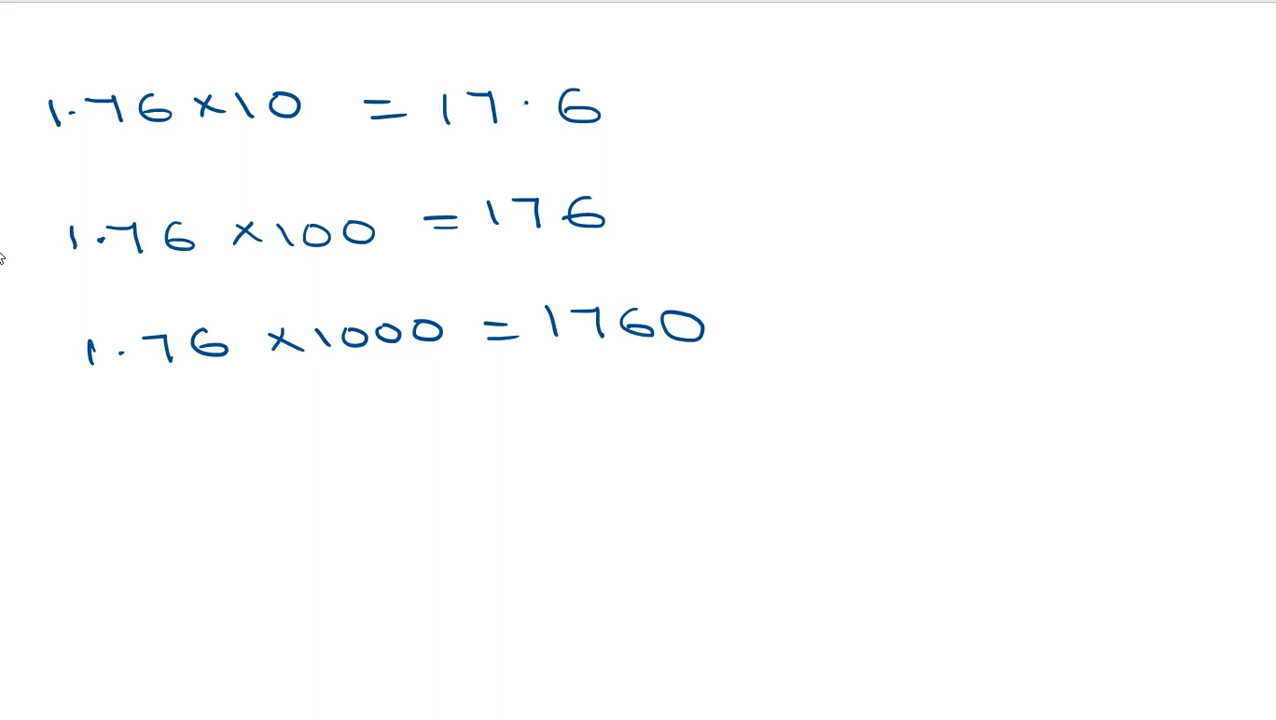 1.76 × 10 = 17.6
1.76 × 100 = 176
1.76 × 1000 = 1760